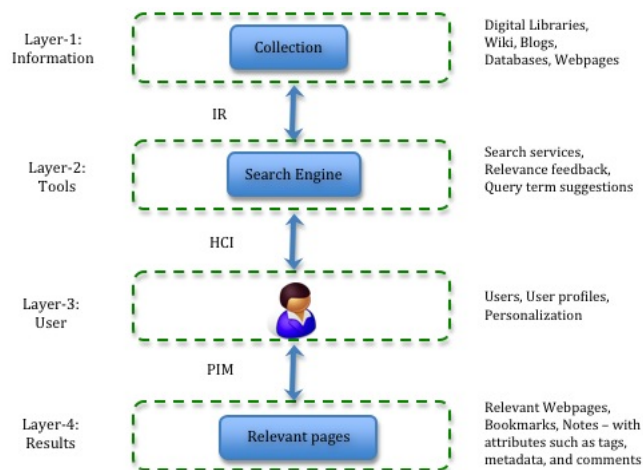 Layer-1:
Information
Collection
Digital Libraries,
Wiki, Blogs,
Databases, Webpages
IR
Layer-2:
Tools
Search Engine
Search services,
Relevance feedback,
Query term suggestions
HCI
Layer-3:
User
Users, User profiles,
Personalization
PIM
Layer-4:
Results
Relevant pages
Relevant Webpages,
Bookmarks, Notes – with
attributes such as tags,
metadata, and comments